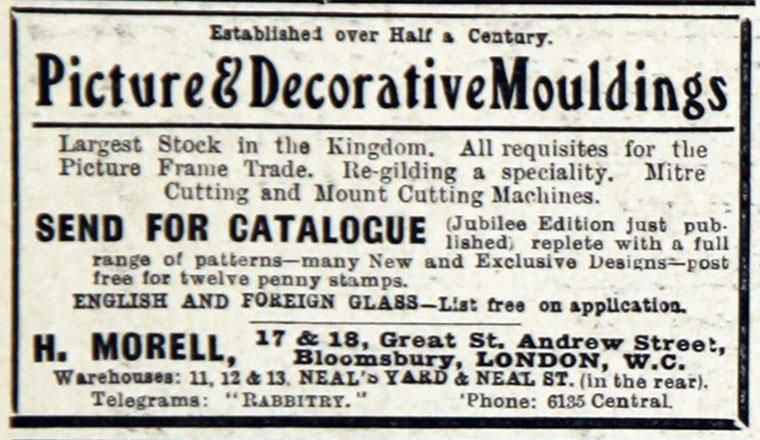 Established over Half a Century.
Picture & Decorative Mouldings
Largest Stock in the Kingdom. All requisites for the
Picture Frame Trade. Re-gilding a speciality. Mitre
Cutting and Mount Cutting Machines.
SEND FOR CATALOGUE (Jubilee Edition just pub-
lished) replete with a full
range of patterns—many New and Exclusive Designs—post
free for twelve penny stamps.
ENGLISH AND FOREIGN GLASS—List free on application.
H. MORELL, 17 & 18, Great St. Andrew Street,
Bloomsbury, LONDON, W.C.
Warehouses: 11, 12 & 13, NEAL'S YARD & NEAL ST. (in the rear).
Telegrams: "RABBITRY." 'Phone: 6135 Central.